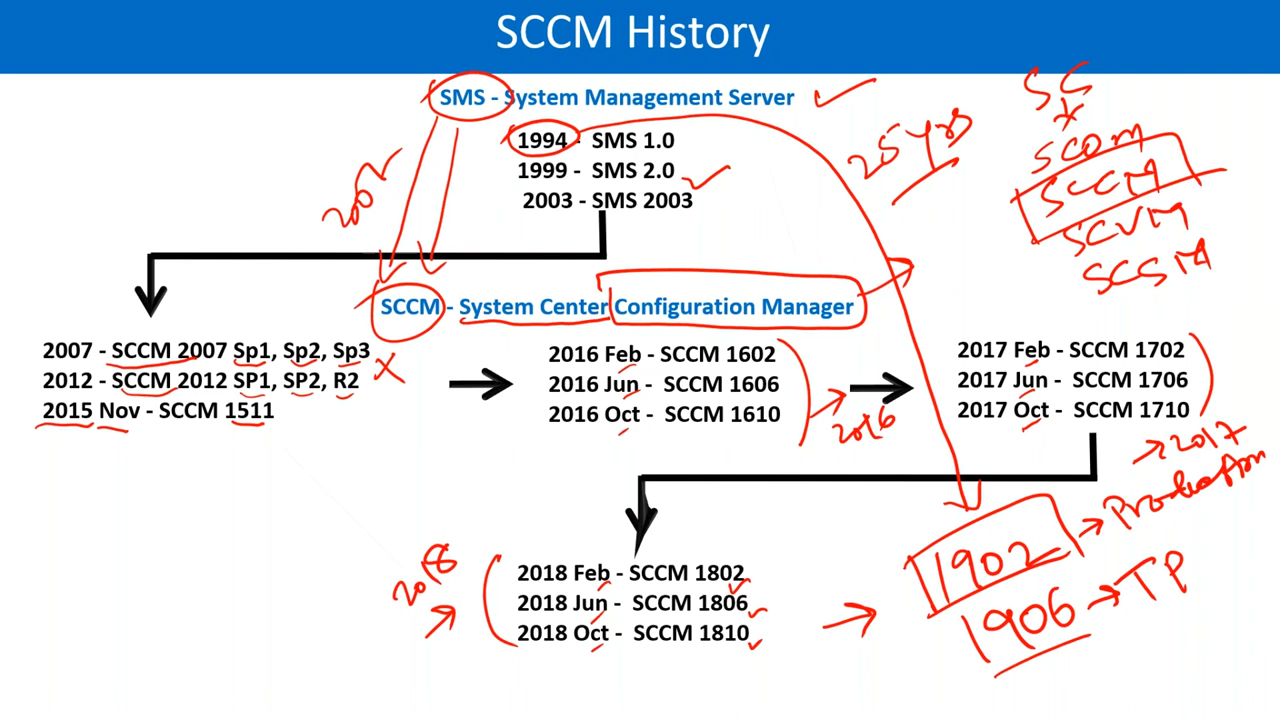 SCCM History
SMS - System Management Server
1994 - SMS 1.0
1999 - SMS 2.0
2003 - SMS 2003
25 yrs
SC
SCOM
SCCM
SCVM
SCSM
SCCM - System Center Configuration Manager
2007 - SCCM 2007 Sp1, Sp2, Sp3
2012 - SCCM 2012 SP1, SP2, R2
2015 Nov - SCCM 1511
2016 Feb - SCCM 1602
2016 Jun - SCCM 1606
2016 Oct - SCCM 1610
2016
2017 Feb - SCCM 1702
2017 Jun - SCCM 1706
2017 Oct - SCCM 1710
2017
2018
2018 Feb - SCCM 1802
2018 Jun - SCCM 1806
2018 Oct - SCCM 1810
1902
Production
1906
TP